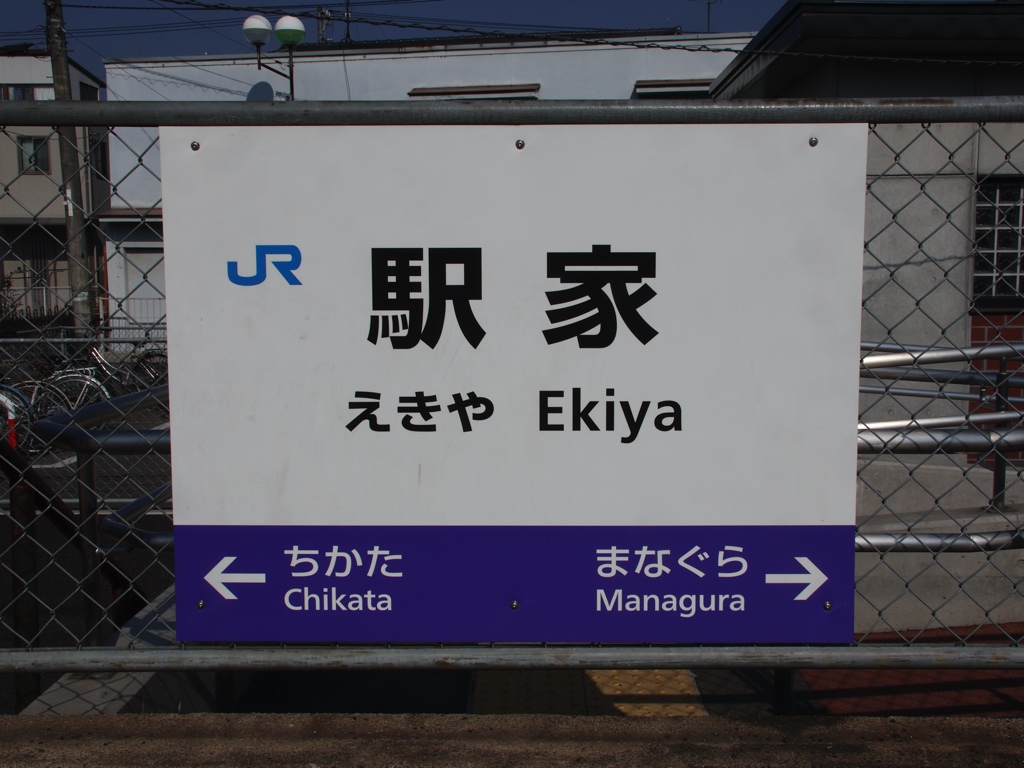 JR 駅家
えきや Ekiya
← ちかた
Chikata
まなぐら →
Managura